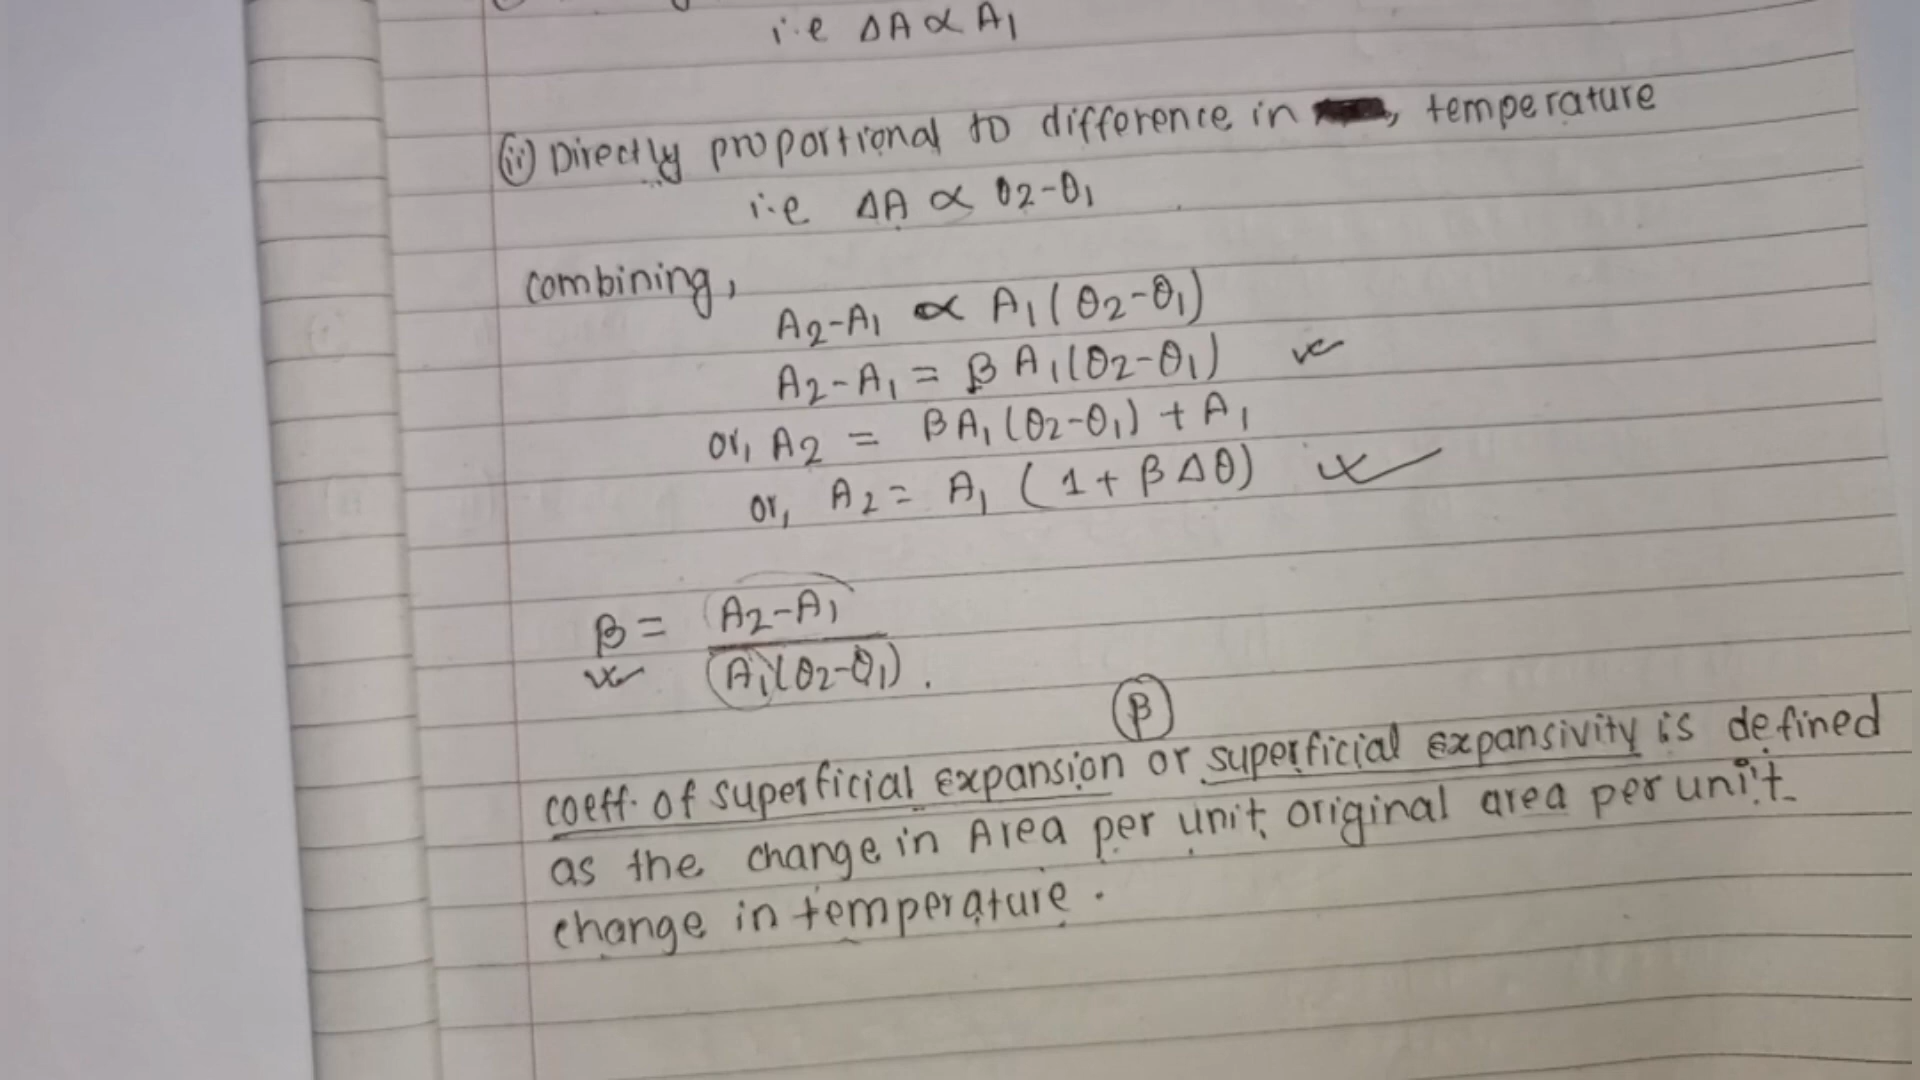 i.e ΔA ∝ A₁
(ii) Directly proportional to difference in , temperature
i.e ΔA ∝ θ₂-θ₁
combining,
A₂-A₁ ∝ A₁(θ₂-θ₁)
A₂-A₁ = β A₁(θ₂-θ₁)
or, A₂ = βA₁(θ₂-θ₁) + A₁
or, A₂ = A₁ (1 + βΔθ)
β = (A₂-A₁)/(A₁(θ₂-θ₁)).
β
coeff. of superficial expansion or superficial expansivity is defined
as the change in Area per unit original area per unit
change in temperature.